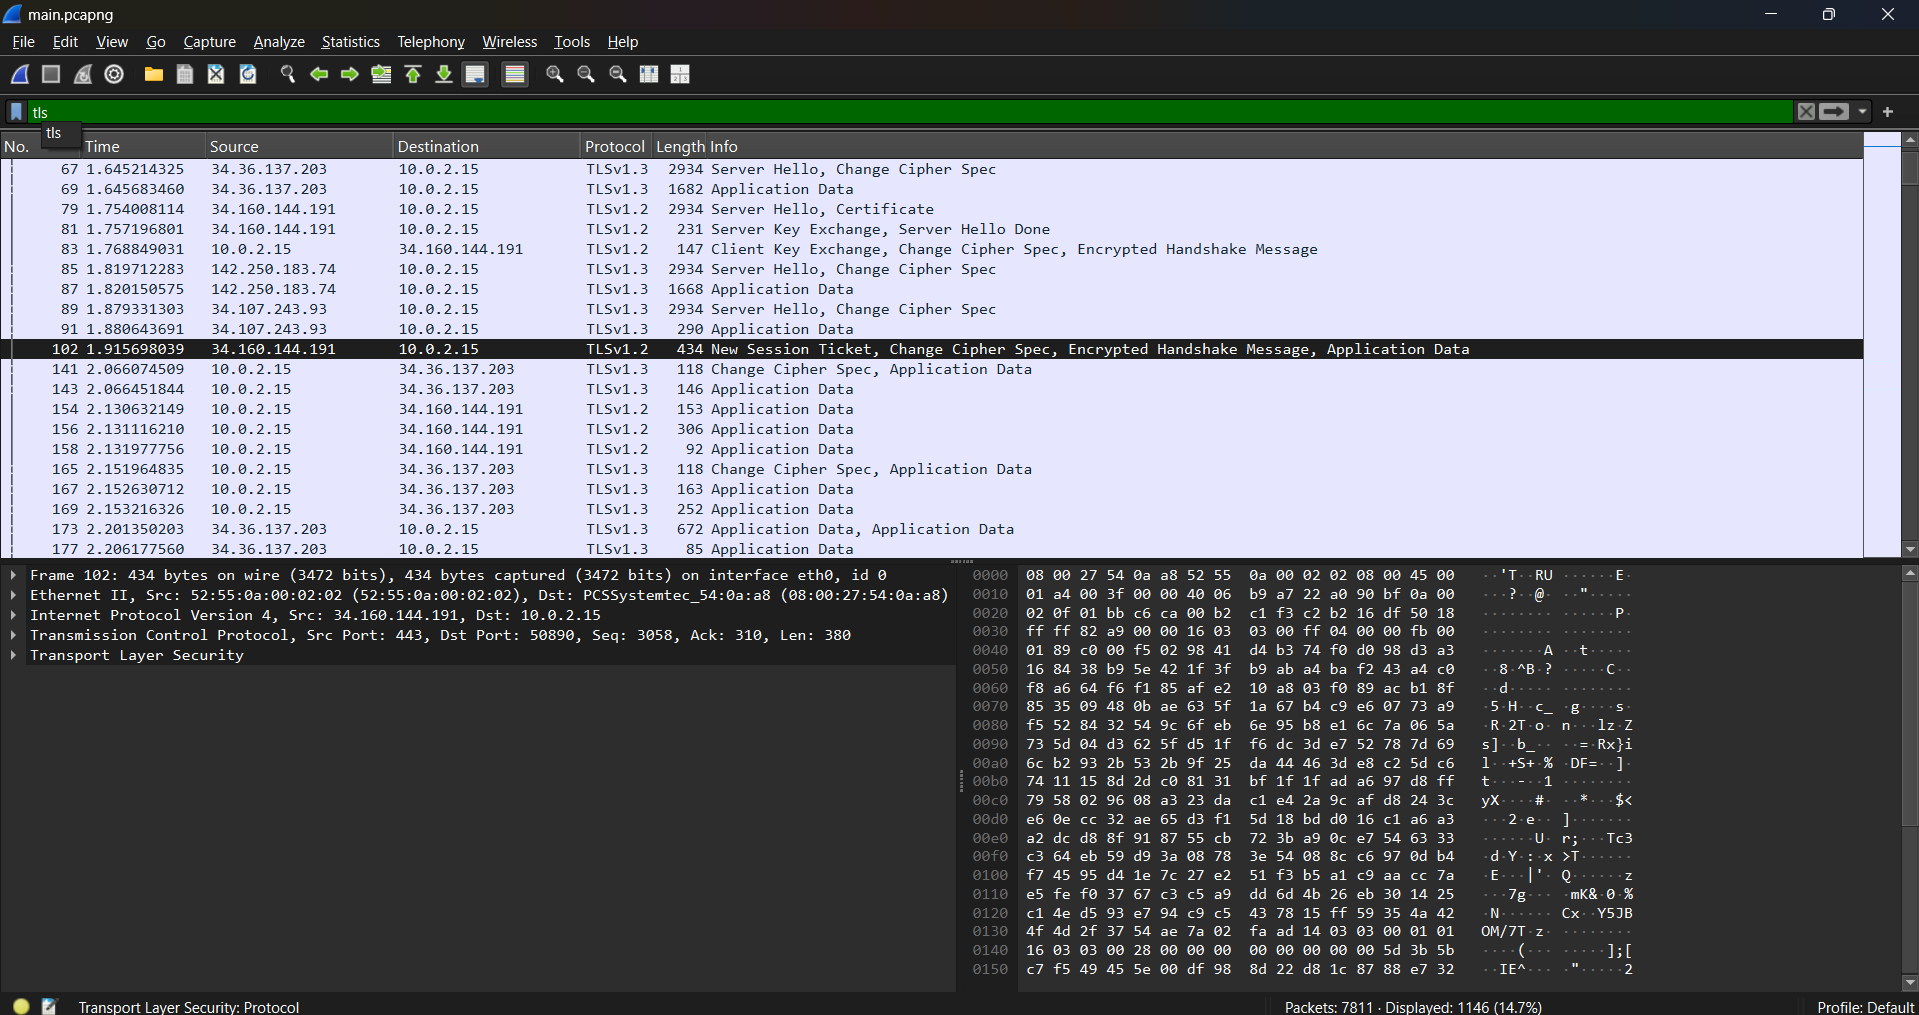 main.pcapng
File Edit View Go Capture Analyze Statistics Telephony Wireless Tools Help
tls
tls
No. Time Source Destination Protocol Length Info
67 1.645214325 34.36.137.203 10.0.2.15 TLSv1.3 2934 Server Hello, Change Cipher Spec
69 1.645683460 34.36.137.203 10.0.2.15 TLSv1.3 1682 Application Data
79 1.754008114 34.160.144.191 10.0.2.15 TLSv1.2 2934 Server Hello, Certificate
81 1.757196801 34.160.144.191 10.0.2.15 TLSv1.2 231 Server Key Exchange, Server Hello Done
83 1.768849031 10.0.2.15 34.160.144.191 TLSv1.2 147 Client Key Exchange, Change Cipher Spec, Encrypted Handshake Message
85 1.819712283 142.250.183.74 10.0.2.15 TLSv1.3 2934 Server Hello, Change Cipher Spec
87 1.820150575 142.250.183.74 10.0.2.15 TLSv1.3 1668 Application Data
89 1.879331303 34.107.243.93 10.0.2.15 TLSv1.3 2934 Server Hello, Change Cipher Spec
91 1.880643691 34.107.243.93 10.0.2.15 TLSv1.3 290 Application Data
102 1.915698039 34.160.144.191 10.0.2.15 TLSv1.2 434 New Session Ticket, Change Cipher Spec, Encrypted Handshake Message, Application Data
141 2.066074509 10.0.2.15 34.36.137.203 TLSv1.3 118 Change Cipher Spec, Application Data
143 2.066451844 10.0.2.15 34.36.137.203 TLSv1.3 146 Application Data
154 2.130632149 10.0.2.15 34.160.144.191 TLSv1.2 153 Application Data
156 2.131116210 10.0.2.15 34.160.144.191 TLSv1.2 306 Application Data
158 2.131977756 10.0.2.15 34.160.144.191 TLSv1.2 92 Application Data
165 2.151964835 10.0.2.15 34.36.137.203 TLSv1.3 118 Change Cipher Spec, Application Data
167 2.152630712 10.0.2.15 34.36.137.203 TLSv1.3 163 Application Data
169 2.153216326 10.0.2.15 34.36.137.203 TLSv1.3 252 Application Data
173 2.201350203 34.36.137.203 10.0.2.15 TLSv1.3 672 Application Data, Application Data
177 2.206177560 34.36.137.203 10.0.2.15 TLSv1.3 85 Application Data
Frame 102: 434 bytes on wire (3472 bits), 434 bytes captured (3472 bits) on interface eth0, id 0
Ethernet II, Src: 52:55:0a:00:02:02 (52:55:0a:00:02:02), Dst: PCSSystemtec_54:0a:a8 (08:00:27:54:0a:a8)
Internet Protocol Version 4, Src: 34.160.144.191, Dst: 10.0.2.15
Transmission Control Protocol, Src Port: 443, Dst Port: 50890, Seq: 3058, Ack: 310, Len: 380
Transport Layer Security
0000 08 00 27 54 0a a8 52 55 0a 00 02 02 08 00 45 00 ··'T··RU ······E·
0010 01 a4 00 3f 00 00 40 06 b9 a7 22 a0 90 bf 0a 00 ···?··@· ··"·····
0020 02 0f 01 bb c6 ca 00 b2 c1 f3 c2 b2 16 df 50 18 ········ ······P·
0030 ff ff 82 a9 00 00 16 03 03 00 ff 04 00 00 fb 00 ········ ········
0040 01 89 c0 00 f5 02 98 41 d4 b3 74 f0 d0 98 d3 a3 ·······A ··t·····
0050 16 84 38 b9 5e 42 1f 3f b9 ab a4 ba f2 43 a4 c0 ··8·^B·? ·····C··
0060 f8 a6 64 f6 f1 85 af e2 10 a8 03 f0 89 ac b1 8f ··d····· ········
0070 85 35 09 48 0b ae 63 5f 1a 67 b4 c9 e6 07 73 a9 ·5·H··c_ ·g····s·
0080 f5 52 84 32 54 9c 6f eb 6e 95 b8 e1 6c 7a 06 5a ·R·2T·o· n···lz·Z
0090 73 5d 04 d3 62 5f d5 1f f6 dc 3d e7 52 78 7d 69 s]··b_·· ··=·Rx}i
00a0 6c b2 93 2b 53 2b 9f 25 da 44 46 3d e8 c2 5d c6 l··+S+·% ·DF=··]·
00b0 74 11 15 8d 2d c0 81 31 bf 1f 1f ad a6 97 d8 ff t···-··1 ········
00c0 79 58 02 96 08 a3 23 da c1 e4 2a 9c af d8 24 3c yX····#· ··*···$<
00d0 e6 0e cc 32 ae 65 d3 f1 5d 18 bd d0 16 c1 a6 a3 ···2·e·· ]·······
00e0 a2 dc d8 8f 91 87 55 cb 72 3b a9 0c e7 54 63 33 ······U· r;···Tc3
00f0 c3 64 eb 59 d9 3a 08 78 3e 54 08 8c c6 97 0d b4 ·d·Y·:·x >T······
0100 f7 45 95 d4 1e 7c 27 e2 51 f3 b5 a1 c9 aa cc 7a ·E···|'· Q······z
0110 e5 fe f0 37 67 c3 c5 a9 dd 6d 4b 26 eb 30 14 25 ···7g··· ·mK&·0·%
0120 c1 4e d5 93 e7 94 c9 c5 43 78 15 ff 59 35 4a 42 ·N······ Cx··Y5JB
0130 4f 4d 2f 37 54 ae 7a 02 fa ad 14 03 03 00 01 01 OM/7T·z· ········
0140 16 03 03 00 28 00 00 00 00 00 00 00 00 5d 3b 5b ····(··· ·····];[
0150 c7 f5 49 45 5e 00 df 98 8d 22 d8 1c 87 88 e7 32 ··IE^··· ·"·····2
Transport Layer Security: Protocol Packets: 7811 · Displayed: 1146 (14.7%) Profile: Default